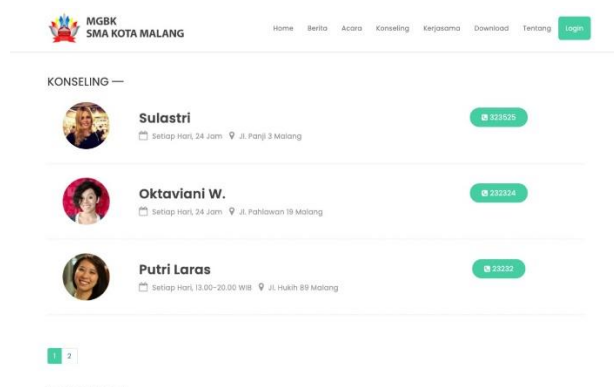 MGBK
SMA KOTA MALANG
Home Berita Acara Konseling Kerjasama Download Tentang Login
KONSELING —
Sulastri
323525
Setiap Hari, 24 Jam Jl. Panji 3 Malang
Oktaviani W.
232324
Setiap Hari, 24 Jam Jl. Pahlawan 19 Malang
Putri Laras
23232
Setiap Hari, 13.00-20.00 WIB Jl. Hukih 89 Malang
1 2